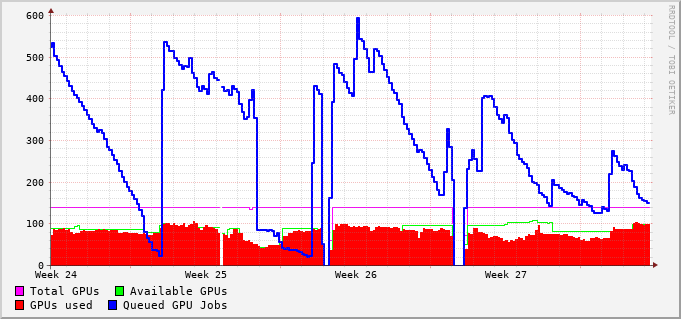 600
500
400
300
200
100
0
Week 24 Week 25 Week 26 Week 27
Total GPUs Available GPUs
GPUs used Queued GPU Jobs
RRDTOOL / TOBI OETIKER